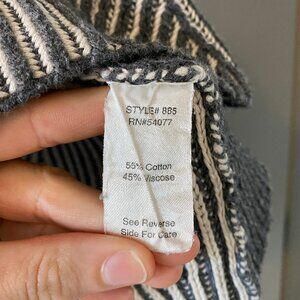 STYLE# 885
RN#54077
55% Cotton
45% Viscose
See Reverse
Side For Care